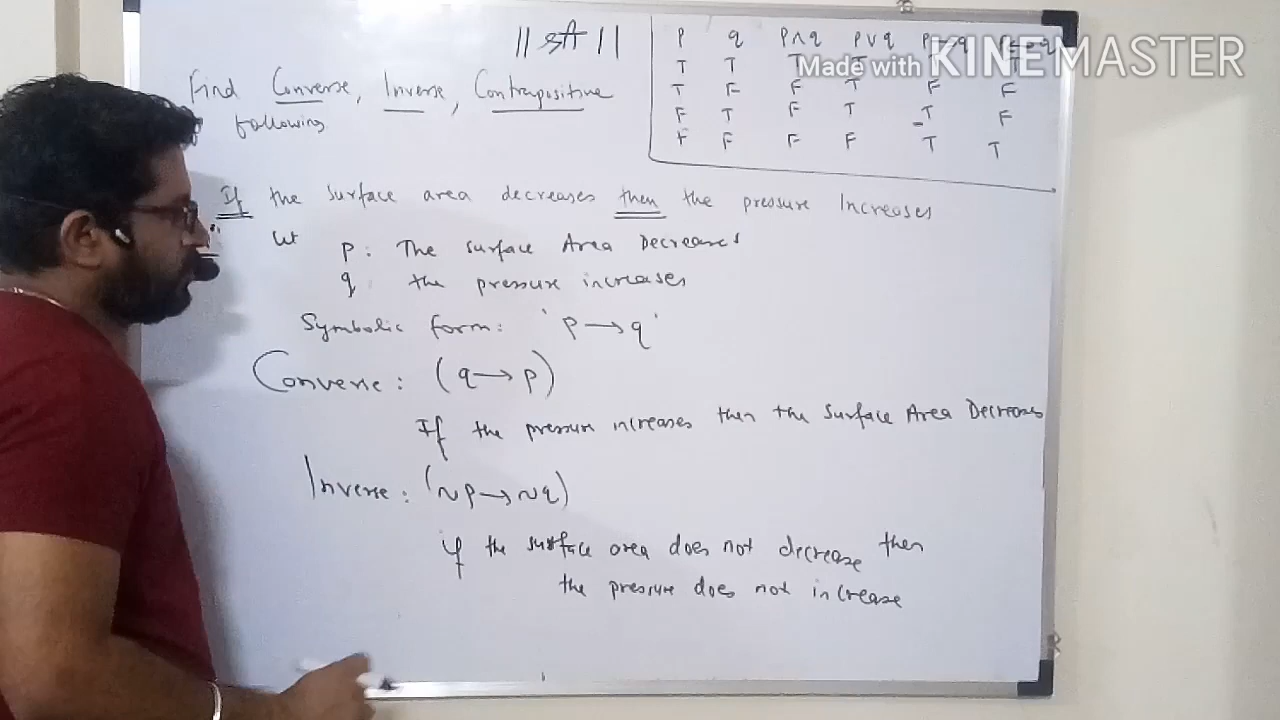 || श्री ||
Find Converse, Inverse, Contrapositive
following
p q p∧q p∨q
T T T T T T
T F F T F F
F T F T T F
F F F F T T
Made with KINEMASTER
If the surface area decreases then the pressure Increases
let p: The surface Area Decreases
q: the pressure increases
Symbolic form: 'p → q'
Converse: (q → p)
If the pressure increases then the surface Area Decreases
Inverse: (~p → ~q)
if the surface area does not decrease then
the pressure does not increase